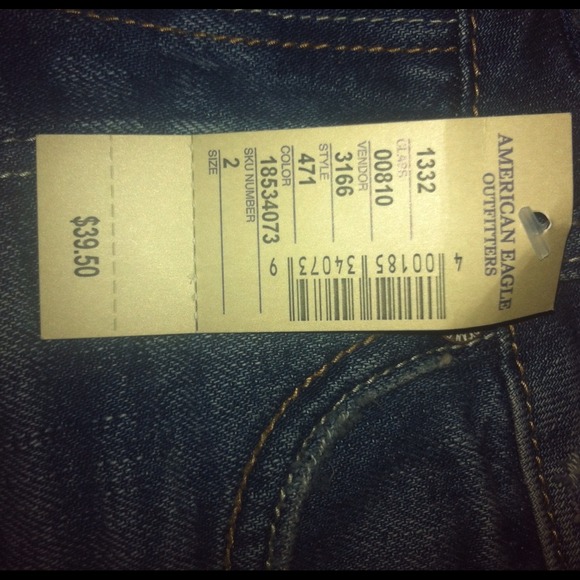 AMERICAN EAGLE
OUTFITTERS
1332
CLASS
00810
VENDOR
3166
STYLE
471
COLOR
18534073
SKU NUMBER
2
SIZE
4 00185 34073 9
$39.50